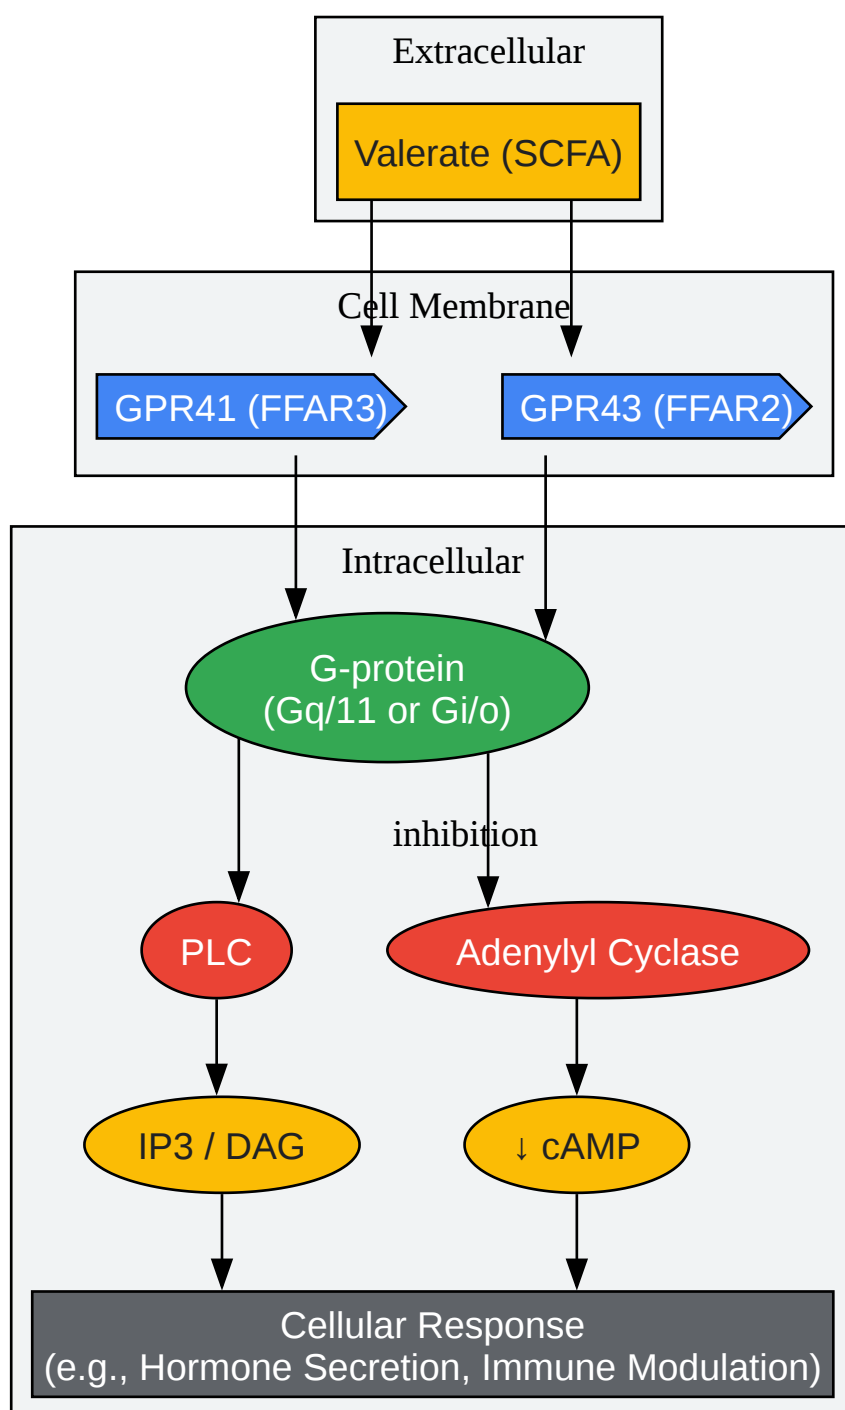 Extracellular
Valerate (SCFA)
Cell Membrane
GPR41 (FFAR3)
GPR43 (FFAR2)
Intracellular
G-protein
(Gq/11 or Gi/o)
inhibition
PLC
Adenylyl Cyclase
IP3 / DAG
↓ cAMP
Cellular Response
(e.g., Hormone Secretion, Immune Modulation)